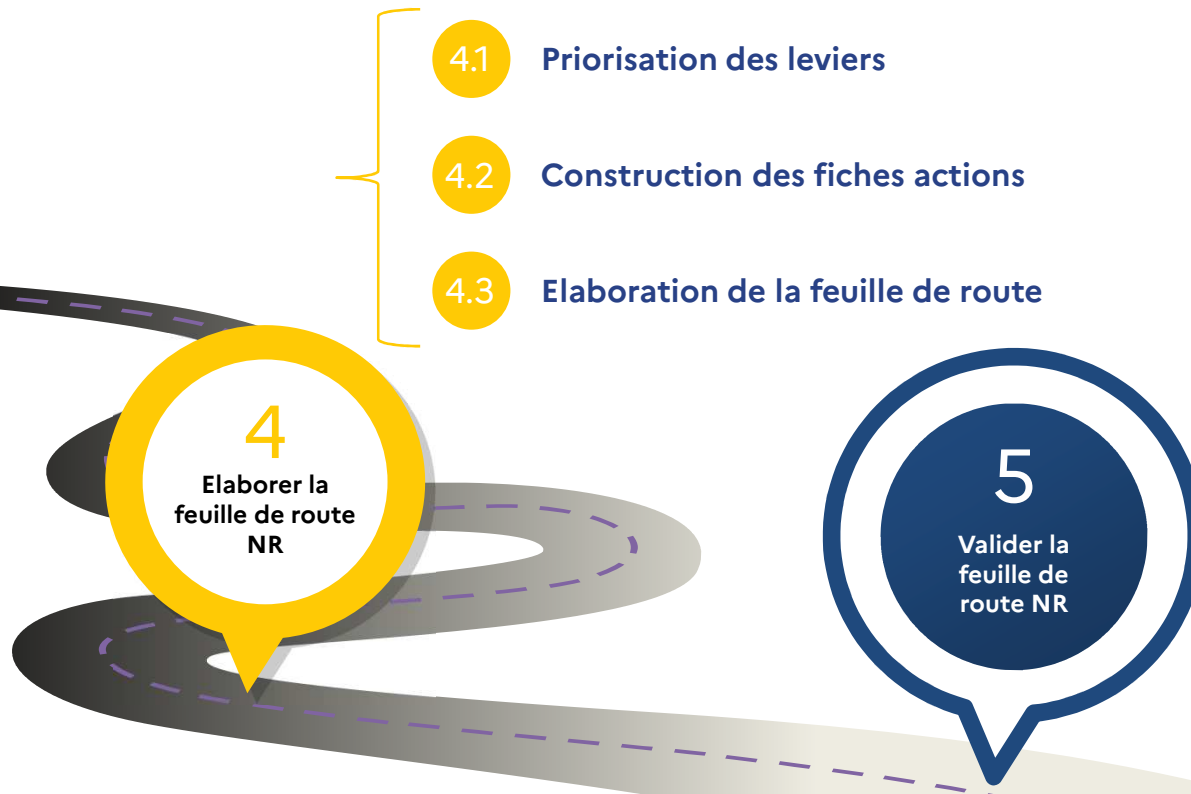 4.1 Priorisation des leviers
4.2 Construction des fiches actions
4.3 Elaboration de la feuille de route
4
Elaborer la
feuille de route
NR
5
Valider la
feuille de
route NR